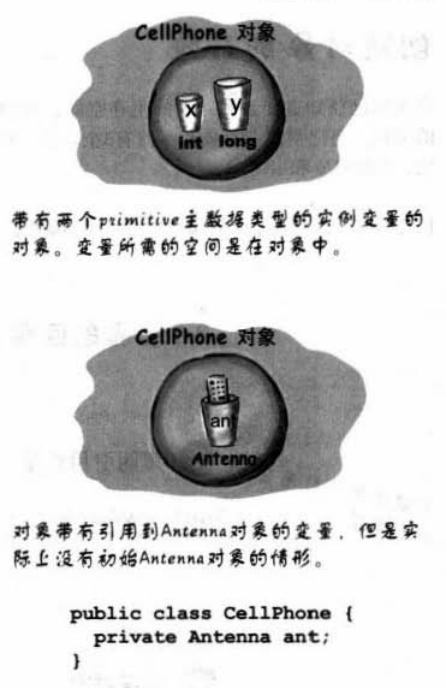 CellPhone 对象
x y
int long
带有两个primitive主数据类型的实例变量的
对象。变量所需的空间是在对象中。
CellPhone 对象
ant
Antenna
对象带有引用到Antenna对象的变量，但是实
际上没有初始Antenna对象的情形。
public class CellPhone {
private Antenna ant;
}